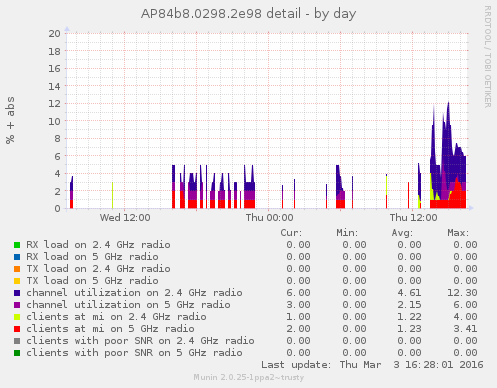 AP84b8.0298.2e98 detail - by day
RRDTOOL / TOBI OETIKER
% + abs
20
18
16
14
12
10
8
6
4
2
0
Wed 12:00 Thu 00:00 Thu 12:00
Cur: Min: Avg: Max:
RX load on 2.4 GHz radio 0.00 0.00 0.00 0.00
RX load on 5 GHz radio 0.00 0.00 0.00 0.00
TX load on 2.4 GHz radio 0.00 0.00 0.00 0.00
TX load on 5 GHz radio 0.00 0.00 0.00 0.00
channel utilization on 2.4 GHz radio 6.00 0.00 4.61 12.30
channel utilization on 5 GHz radio 3.00 0.00 2.15 6.00
clients at mi on 2.4 GHz radio 1.00 0.00 1.22 4.00
clients at mi on 5 GHz radio 2.00 0.00 1.23 3.41
clients with poor SNR on 2.4 GHz radio 0.00 0.00 0.00 0.00
clients with poor SNR on 5 GHz radio 0.00 0.00 0.00 0.00
Last update: Thu Mar 3 16:28:01 2016
Munin 2.0.25-1ppa2~trusty